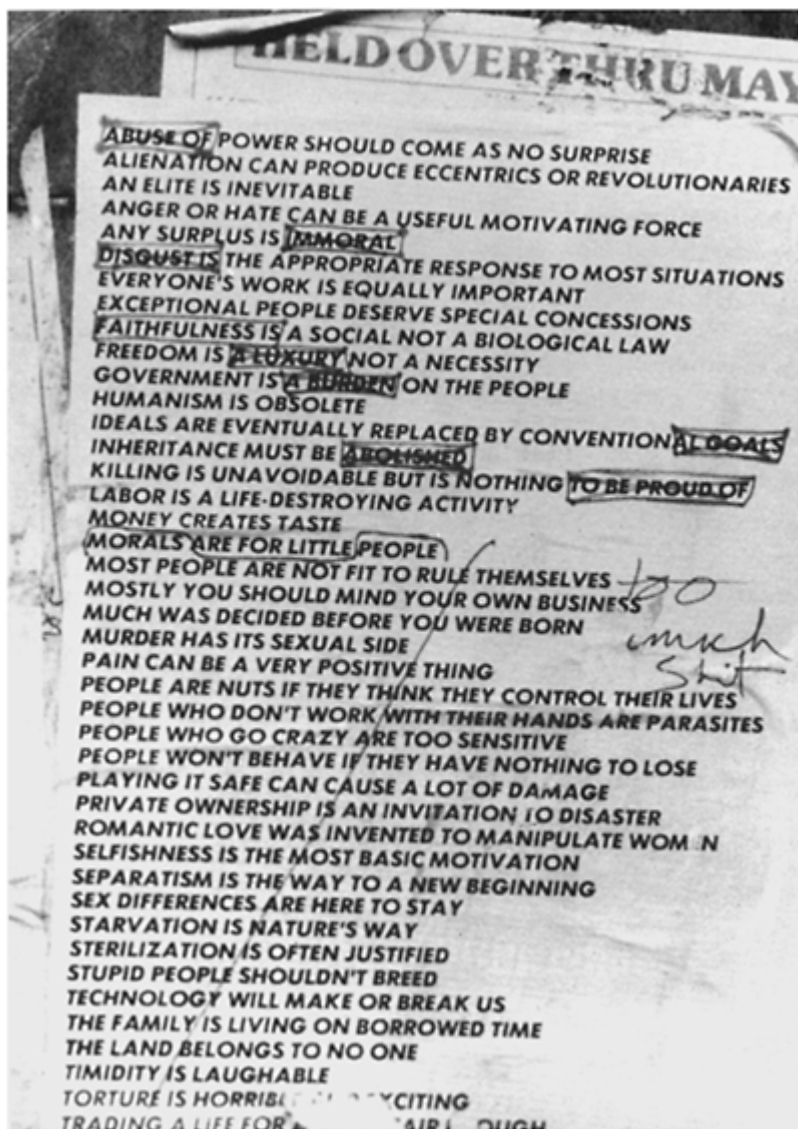 HELD OVER THRU MAY
ABUSE OF POWER SHOULD COME AS NO SURPRISE
ALIENATION CAN PRODUCE ECCENTRICS OR REVOLUTIONARIES
AN ELITE IS INEVITABLE
ANGER OR HATE CAN BE A USEFUL MOTIVATING FORCE
ANY SURPLUS IS IMMORAL
DISGUST IS THE APPROPRIATE RESPONSE TO MOST SITUATIONS
EVERYONE'S WORK IS EQUALLY IMPORTANT
EXCEPTIONAL PEOPLE DESERVE SPECIAL CONCESSIONS
FAITHFULNESS IS A SOCIAL NOT A BIOLOGICAL LAW
FREEDOM IS A LUXURY NOT A NECESSITY
GOVERNMENT IS A BURDEN ON THE PEOPLE
HUMANISM IS OBSOLETE
IDEALS ARE EVENTUALLY REPLACED BY CONVENTIONAL GOALS
INHERITANCE MUST BE ABOLISHED
KILLING IS UNAVOIDABLE BUT IS NOTHING TO BE PROUD OF
LABOR IS A LIFE-DESTROYING ACTIVITY
MONEY CREATES TASTE
MORALS ARE FOR LITTLE PEOPLE
MOST PEOPLE ARE NOT FIT TO RULE THEMSELVES
MOSTLY YOU SHOULD MIND YOUR OWN BUSINESS
too
MUCH WAS DECIDED BEFORE YOU WERE BORN
much
MURDER HAS ITS SEXUAL SIDE
Shit
PAIN CAN BE A VERY POSITIVE THING
PEOPLE ARE NUTS IF THEY THINK THEY CONTROL THEIR LIVES
PEOPLE WHO DON'T WORK WITH THEIR HANDS ARE PARASITES
PEOPLE WHO GO CRAZY ARE TOO SENSITIVE
PEOPLE WON'T BEHAVE IF THEY HAVE NOTHING TO LOSE
PLAYING IT SAFE CAN CAUSE A LOT OF DAMAGE
PRIVATE OWNERSHIP IS AN INVITATION TO DISASTER
ROMANTIC LOVE WAS INVENTED TO MANIPULATE WOM N
SELFISHNESS IS THE MOST BASIC MOTIVATION
SEPARATISM IS THE WAY TO A NEW BEGINNING
SEX DIFFERENCES ARE HERE TO STAY
STARVATION IS NATURE'S WAY
STERILIZATION IS OFTEN JUSTIFIED
STUPID PEOPLE SHOULDN'T BREED
TECHNOLOGY WILL MAKE OR BREAK US
THE FAMILY IS LIVING ON BORROWED TIME
THE LAND BELONGS TO NO ONE
TIMIDITY IS LAUGHABLE
TORTURE IS
TRADING A LIFE FOR